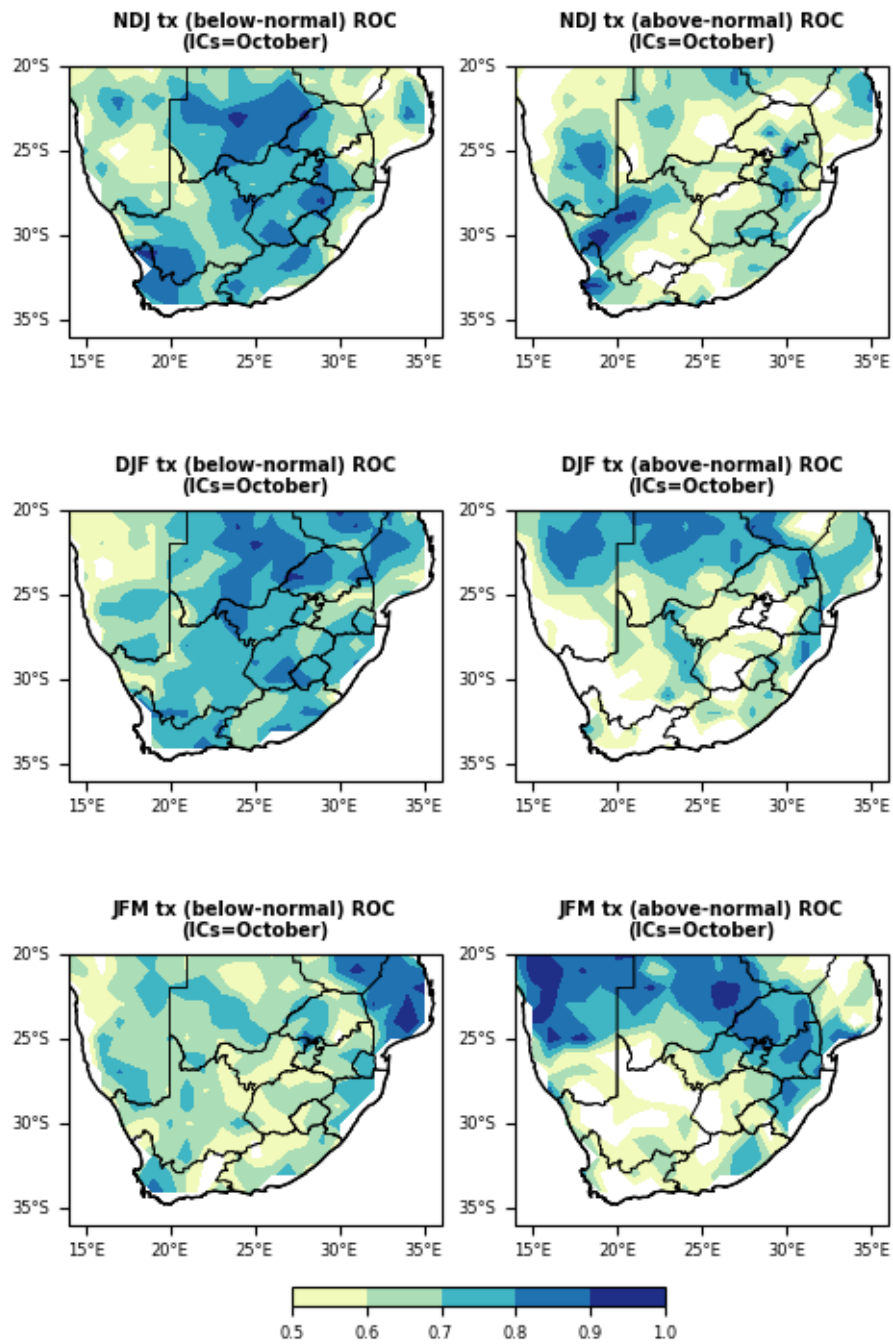 NDJ tx (below-normal) ROC
(ICs=October)
NDJ tx (above-normal) ROC
(ICs=October)
20°S
25°S
30°S
35°S
15°E 20°E 25°E 30°E 35°E
20°S
25°S
30°S
35°S
15°E 20°E 25°E 30°E 35°E
DJF tx (below-normal) ROC
(ICs=October)
DJF tx (above-normal) ROC
(ICs=October)
20°S
25°S
30°S
35°S
15°E 20°E 25°E 30°E 35°E
20°S
25°S
30°S
35°S
15°E 20°E 25°E 30°E 35°E
JFM tx (below-normal) ROC
(ICs=October)
JFM tx (above-normal) ROC
(ICs=October)
20°S
25°S
30°S
35°S
15°E 20°E 25°E 30°E 35°E
20°S
25°S
30°S
35°S
15°E 20°E 25°E 30°E 35°E
0.5 0.6 0.7 0.8 0.9 1.0